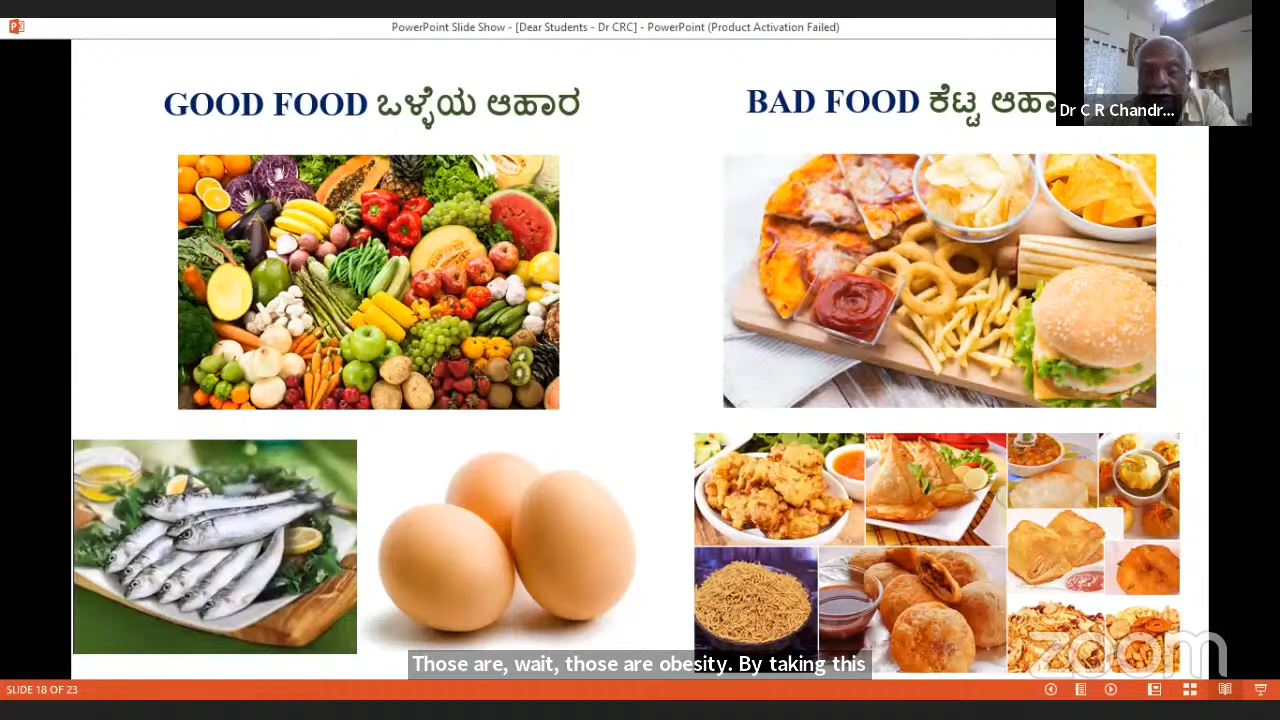 PowerPoint Slide Show - [Dear Students - Dr CRC] - PowerPoint (Product Activation Failed)
GOOD FOOD ಒಳ್ಳೆಯ ಆಹಾರ
BAD FOOD ಕೆಟ್ಟ ಆಹಾ
Dr C R Chandr...
Those are, wait, those are obesity. By taking this
zoom
SLIDE 18 OF 23